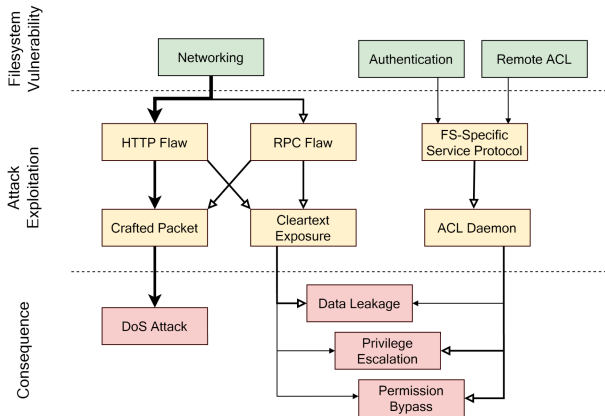 Filesystem
Vulnerability
Networking
Authentication
Remote ACL
Attack
Exploitation
HTTP Flaw
RPC Flaw
FS-Specific
Service Protocol
Crafted Packet
Cleartext
Exposure
ACL Daemon
Consequence
DoS Attack
Data Leakage
Privilege
Escalation
Permission
Bypass